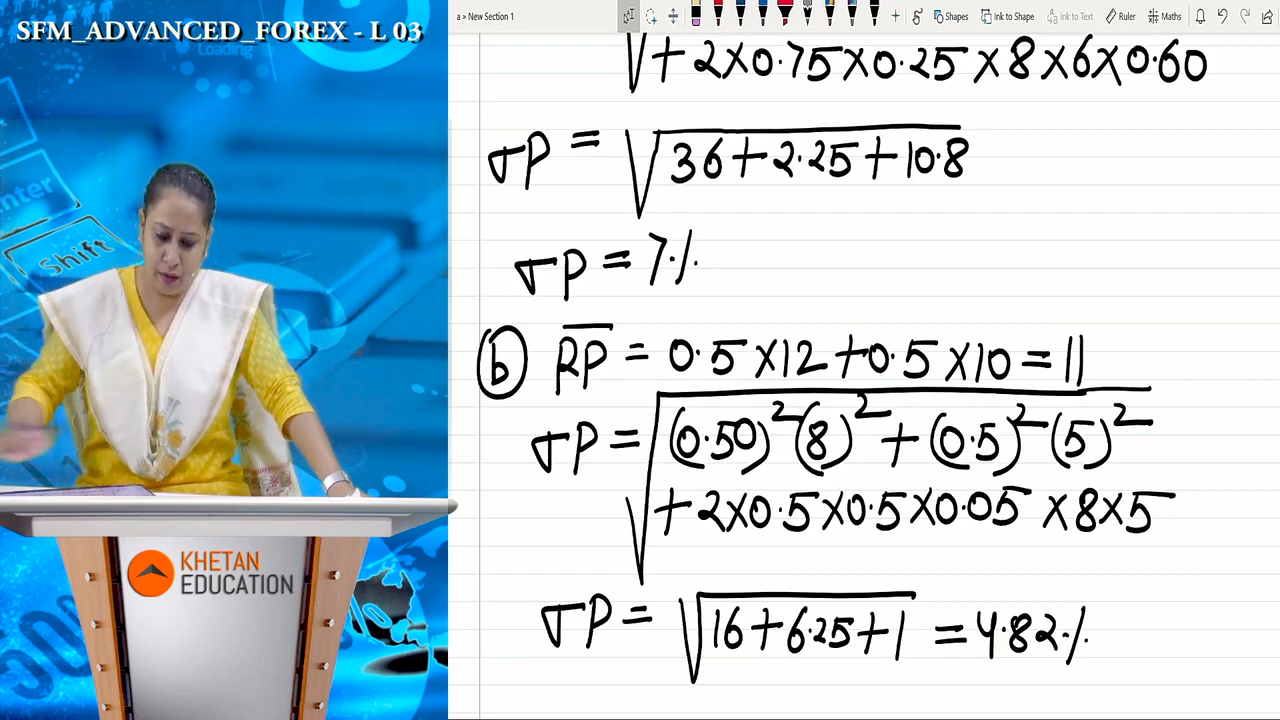 SFM_ADVANCED_FOREX - L 03
Loading
a » New Section 1
Shapes
Ink to Shape
Ink to Text
Ruler
Maths
√ + 2×0.75×0.25×8×6×0.60
σP = √ 36+2.25+10.8
σP = 7%
(b) R̅P̅ = 0.5×12+0.5×10=11
σP = √ (0.50)²(8)² + (0.5)²(5)²
+2×0.5×0.5×0.05×8×5
σP = √ 16+6.25+1 = 4.82%
Shift
KHETAN
EDUCATION